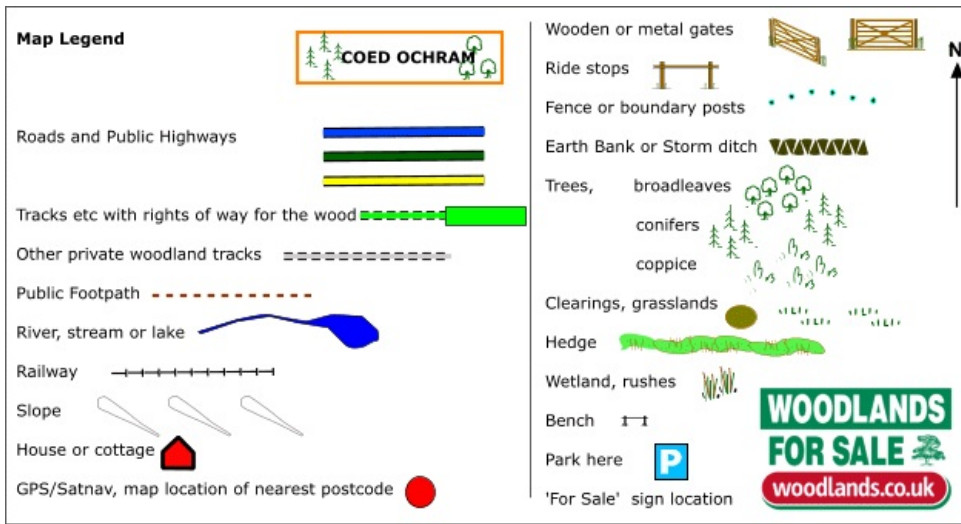 Map Legend
COED OCHRAM
Roads and Public Highways
Tracks etc with rights of way for the wood
Other private woodland tracks
Public Footpath
River, stream or lake
Railway
Slope
House or cottage
GPS/Satnav, map location of nearest postcode
Wooden or metal gates
Ride stops
Fence or boundary posts
Earth Bank or Storm ditch
Trees, broadleaves
conifers
coppice
Clearings, grasslands
Hedge
Wetland, rushes
Bench
Park here P
'For Sale' sign location
N
WOODLANDS
FOR SALE
woodlands.co.uk